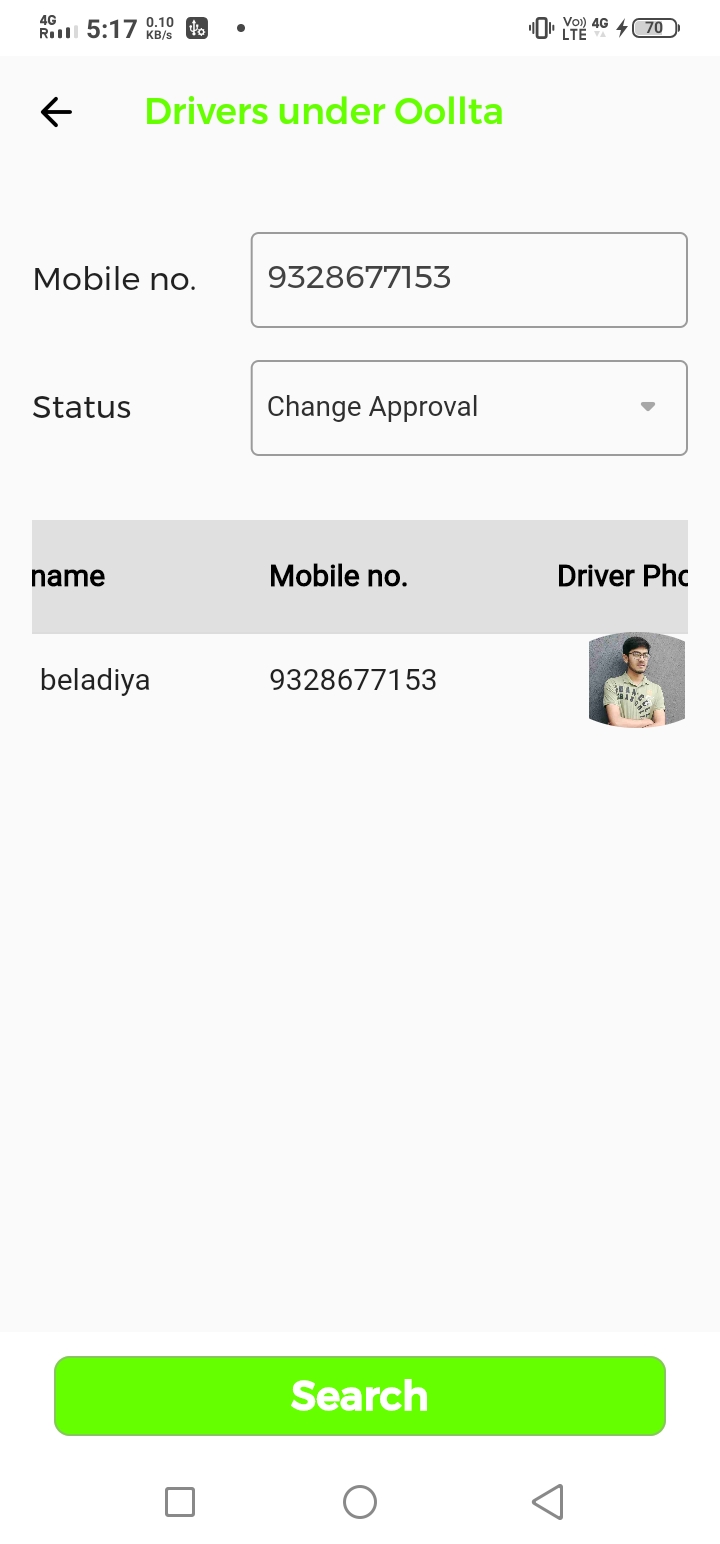 4G
R 5:17 0.10 KB/s Vo)) LTE 4G 70
Drivers under Oollta
Mobile no. 9328677153
Status Change Approval
name Mobile no. Driver Pho
beladiya 9328677153
Search